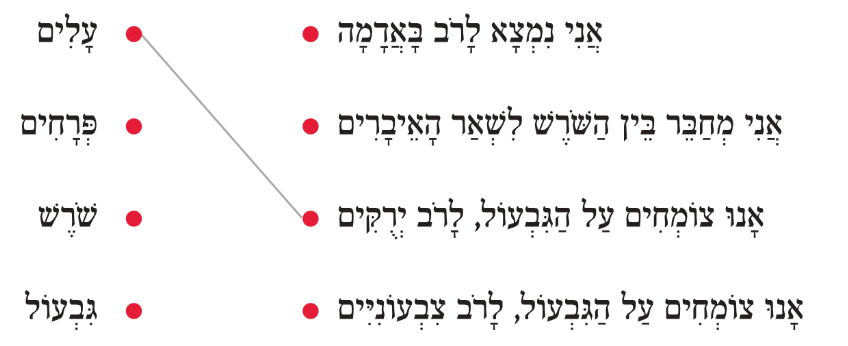 אֲנִי נִמְצָא לָרֹב בָּאֲדָמָה
עָלִים
אֲנִי מְחַבֵּר בֵּין הַשֹּׁרֶשׁ לִשְׁאַר הָאֵיבָרִים
פְּרָחִים
אָנוּ צוֹמְחִים עַל הַגִּבְעוֹל, לָרֹב יְרֻקִּים
שֹׁרֶשׁ
אָנוּ צוֹמְחִים עַל הַגִּבְעוֹל, לָרֹב צִבְעוֹנִיִּים
גִּבְעוֹל